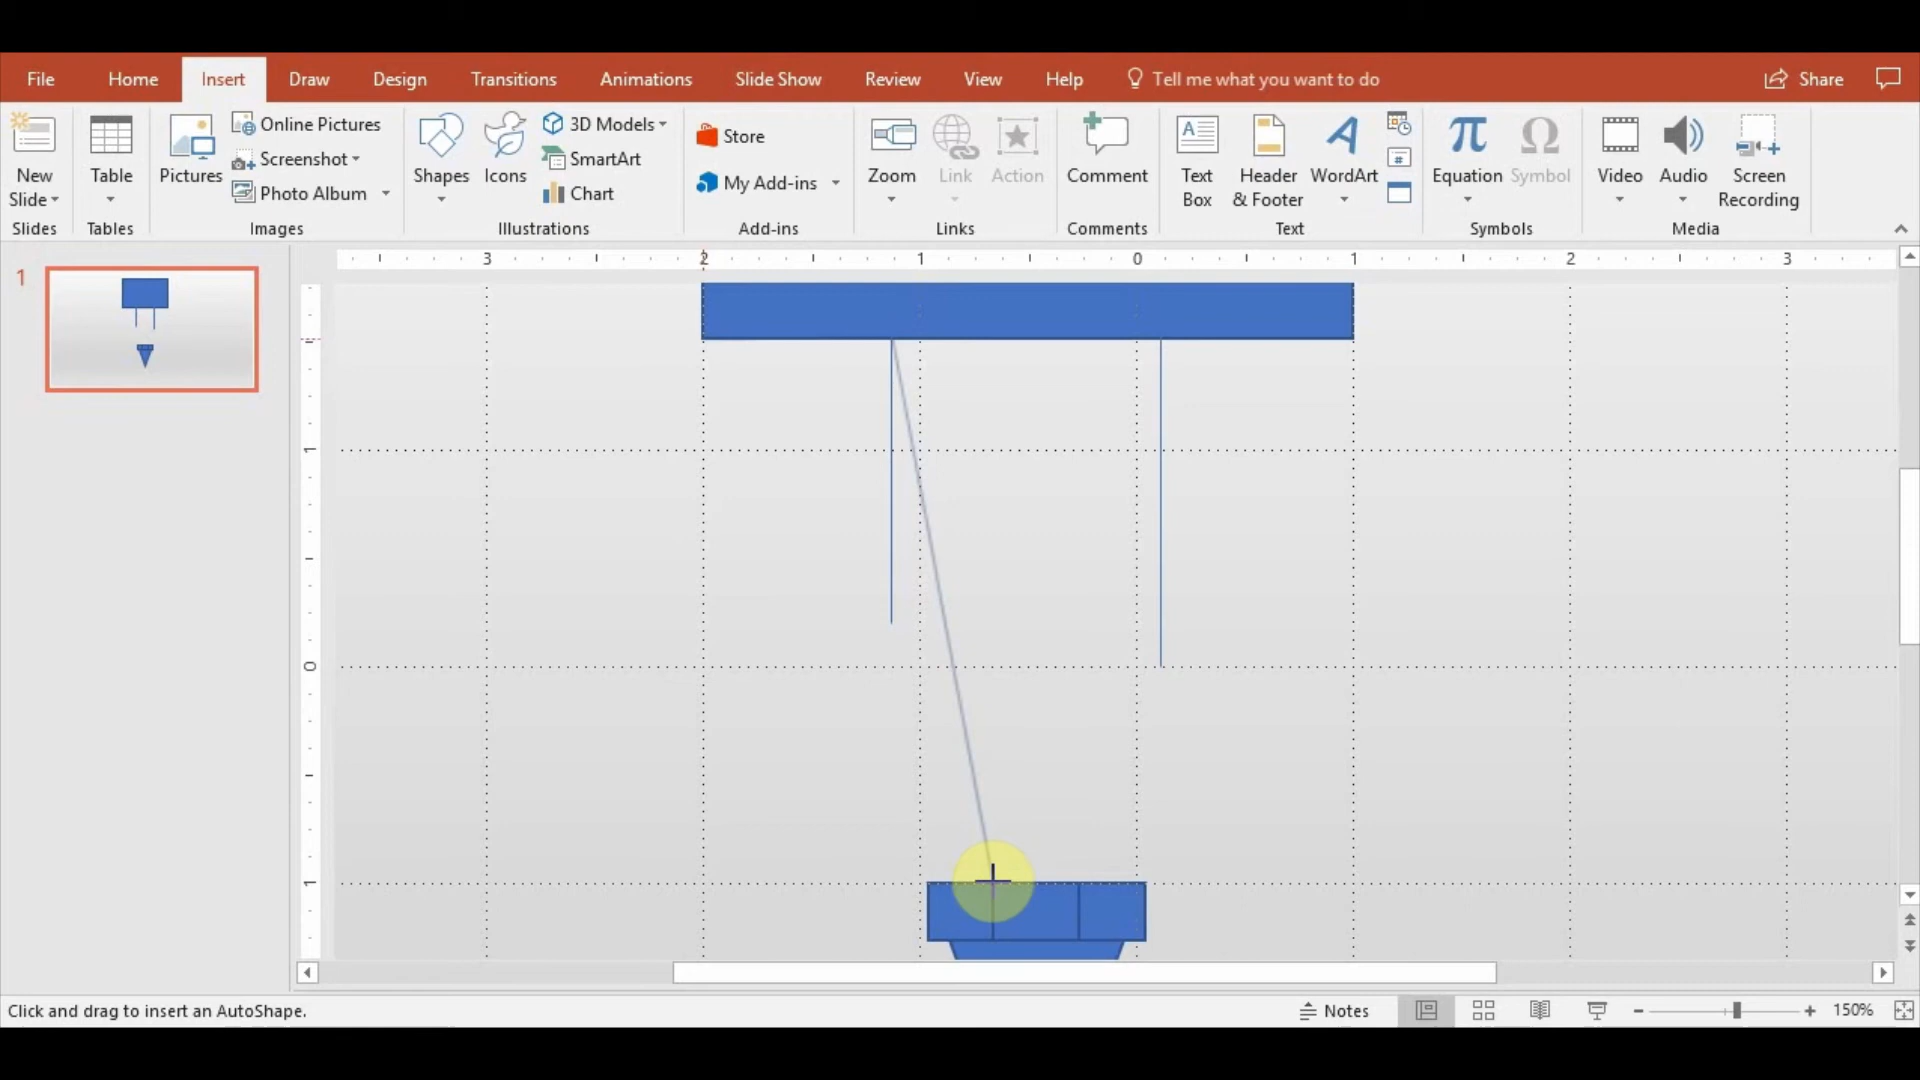 File Home Insert Draw Design Transitions Animations Slide Show Review View Help Tell me what you want to do Share
New Slide
Table
Pictures
Online Pictures
Screenshot
Photo Album
Shapes
Icons
3D Models
SmartArt
Chart
Store
My Add-ins
Zoom
Link
Action
Comment
Text Box
Header & Footer
WordArt
Equation
Symbol
Video
Audio
Screen Recording
Slides Tables Images Illustrations Add-ins Links Comments Text Symbols Media
3 2 1 0 1 2 3
1
1
0
1
Click and drag to insert an AutoShape.
Notes
150%